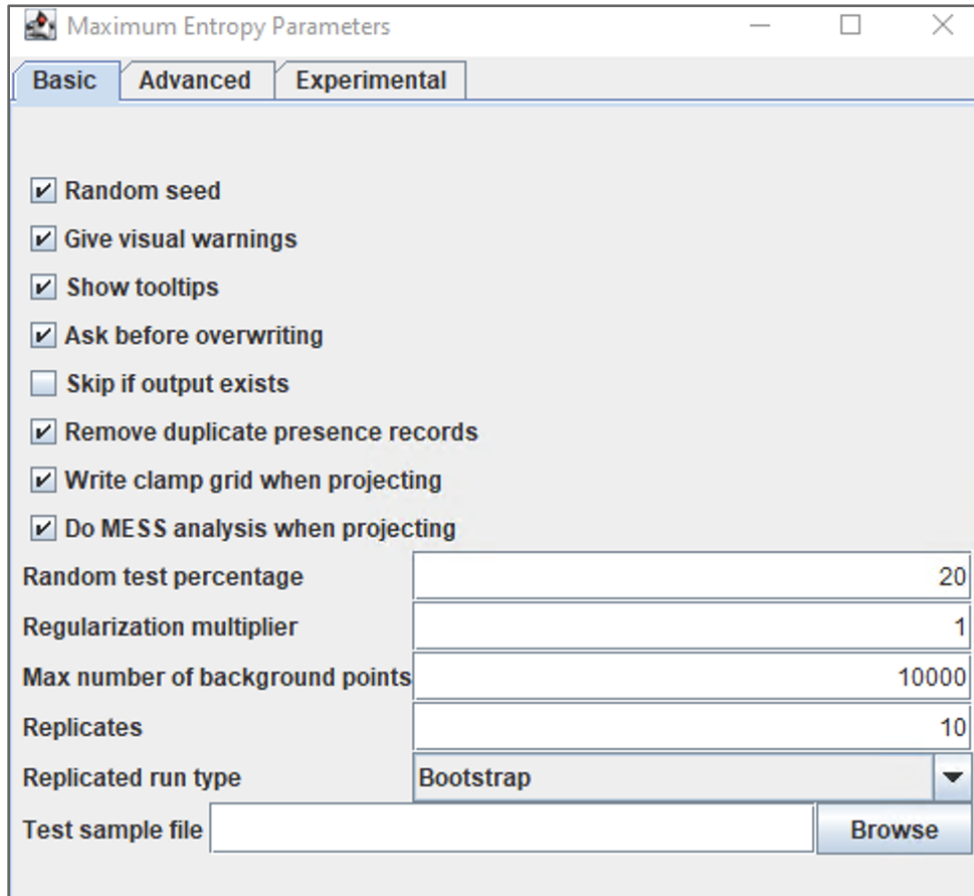 Maximum Entropy Parameters
Basic Advanced Experimental
Random seed
Give visual warnings
Show tooltips
Ask before overwriting
Skip if output exists
Remove duplicate presence records
Write clamp grid when projecting
Do MESS analysis when projecting
Random test percentage 20
Regularization multiplier 1
Max number of background points 10000
Replicates 10
Replicated run type Bootstrap
Test sample file Browse